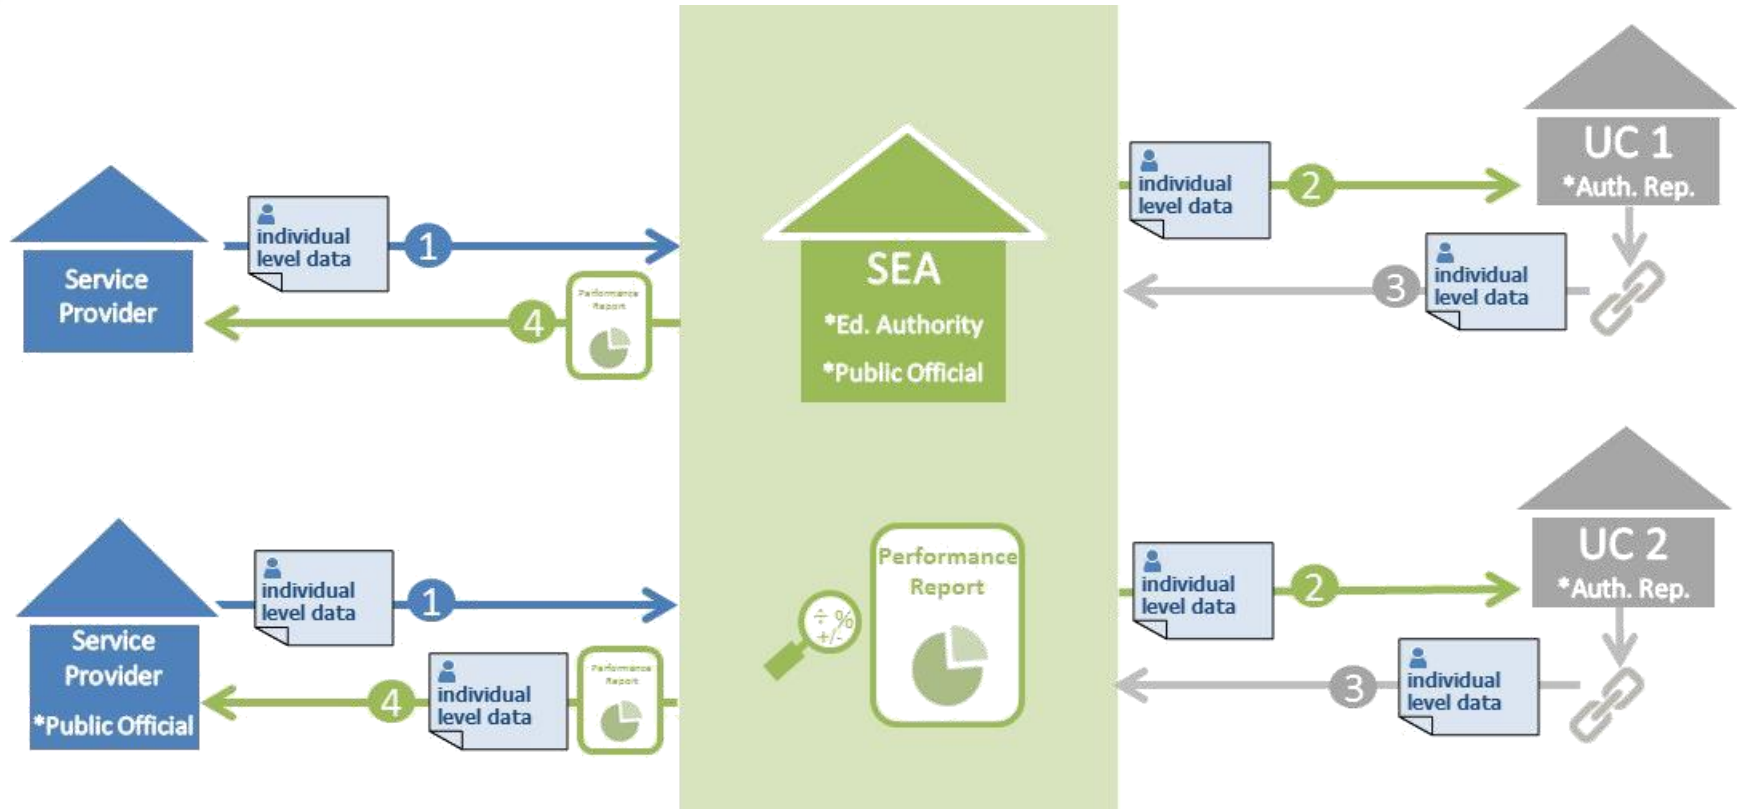 UC 1
*Auth. Rep.
individual
level data
2
individual
level data
1
Service
Provider
SEA
*Ed. Authority
*Public Official
individual
level data
3
Performance
Report
4
UC 2
*Auth. Rep.
individual
level data
2
individual
level data
1
Performance
Report
÷ %
+/-
Service
Provider
*Public Official
individual
level data
4
Performance
Report
individual
level data
3